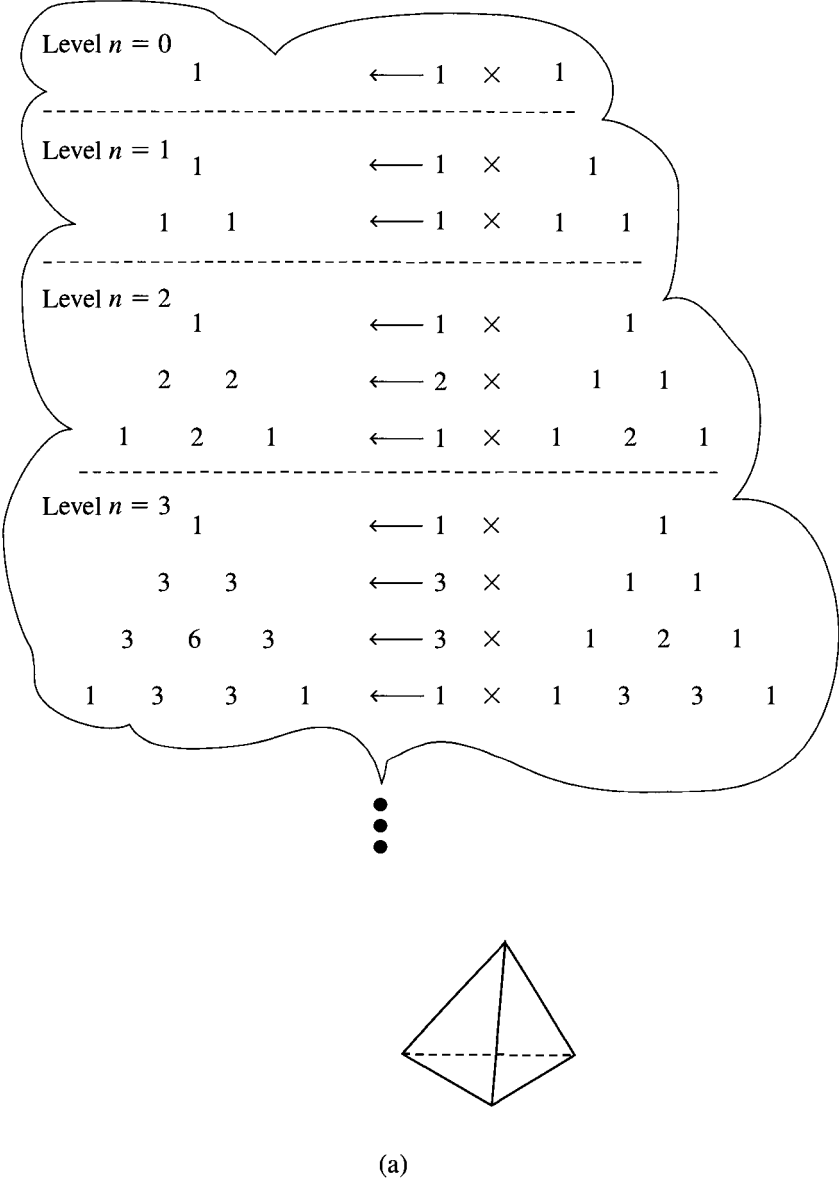 Level n = 0
1 ← 1 × 1
Level n = 1
1 ← 1 × 1
1 1 ← 1 × 1 1
Level n = 2
1 ← 1 × 1
2 2 ← 2 × 1 1
1 2 1 ← 1 × 1 2 1
Level n = 3
1 ← 1 × 1
3 3 ← 3 × 1 1
3 6 3 ← 3 × 1 2 1
1 3 3 1 ← 1 × 1 3 3 1
(a)